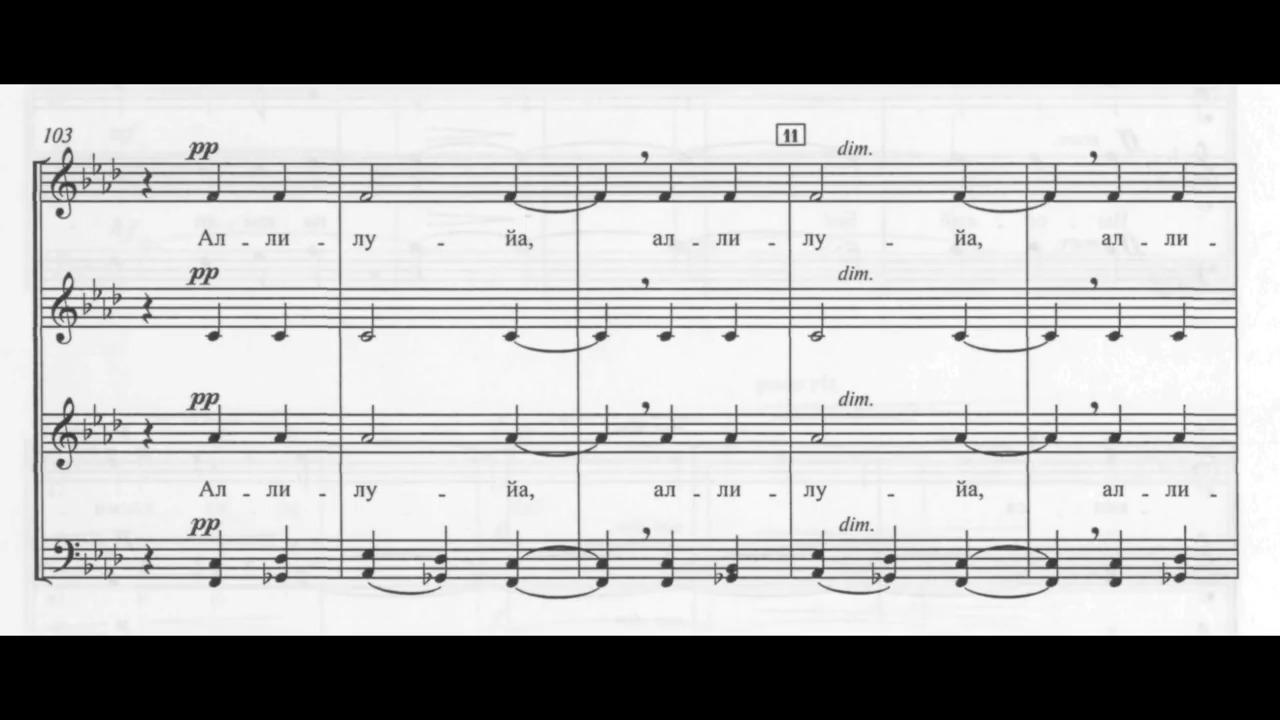 103
pp
11
dim.
Ал - ли - лу - йа, ал - ли - лу - йа, ал - ли -
pp
dim.
pp
dim.
Ал - ли - лу - йа, ал - ли - лу - йа, ал - ли -
pp
dim.